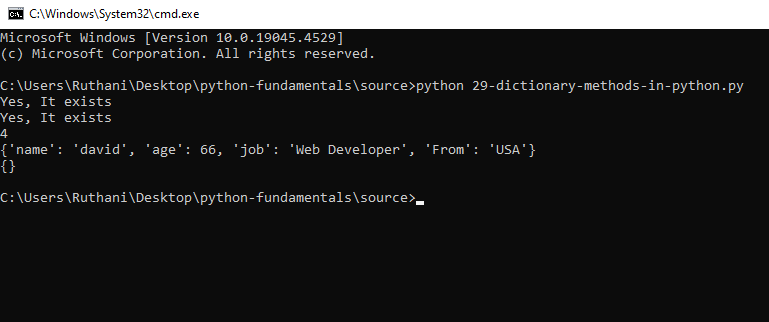 C:\Windows\System32\cmd.exe
Microsoft Windows [Version 10.0.19045.4529]
(c) Microsoft Corporation. All rights reserved.
C:\Users\Ruthani\Desktop\python-fundamentals\source>python 29-dictionary-methods-in-python.py
Yes, It exists
Yes, It exists
4
{'name': 'david', 'age': 66, 'job': 'Web Developer', 'From': 'USA'}
{}
C:\Users\Ruthani\Desktop\python-fundamentals\source>